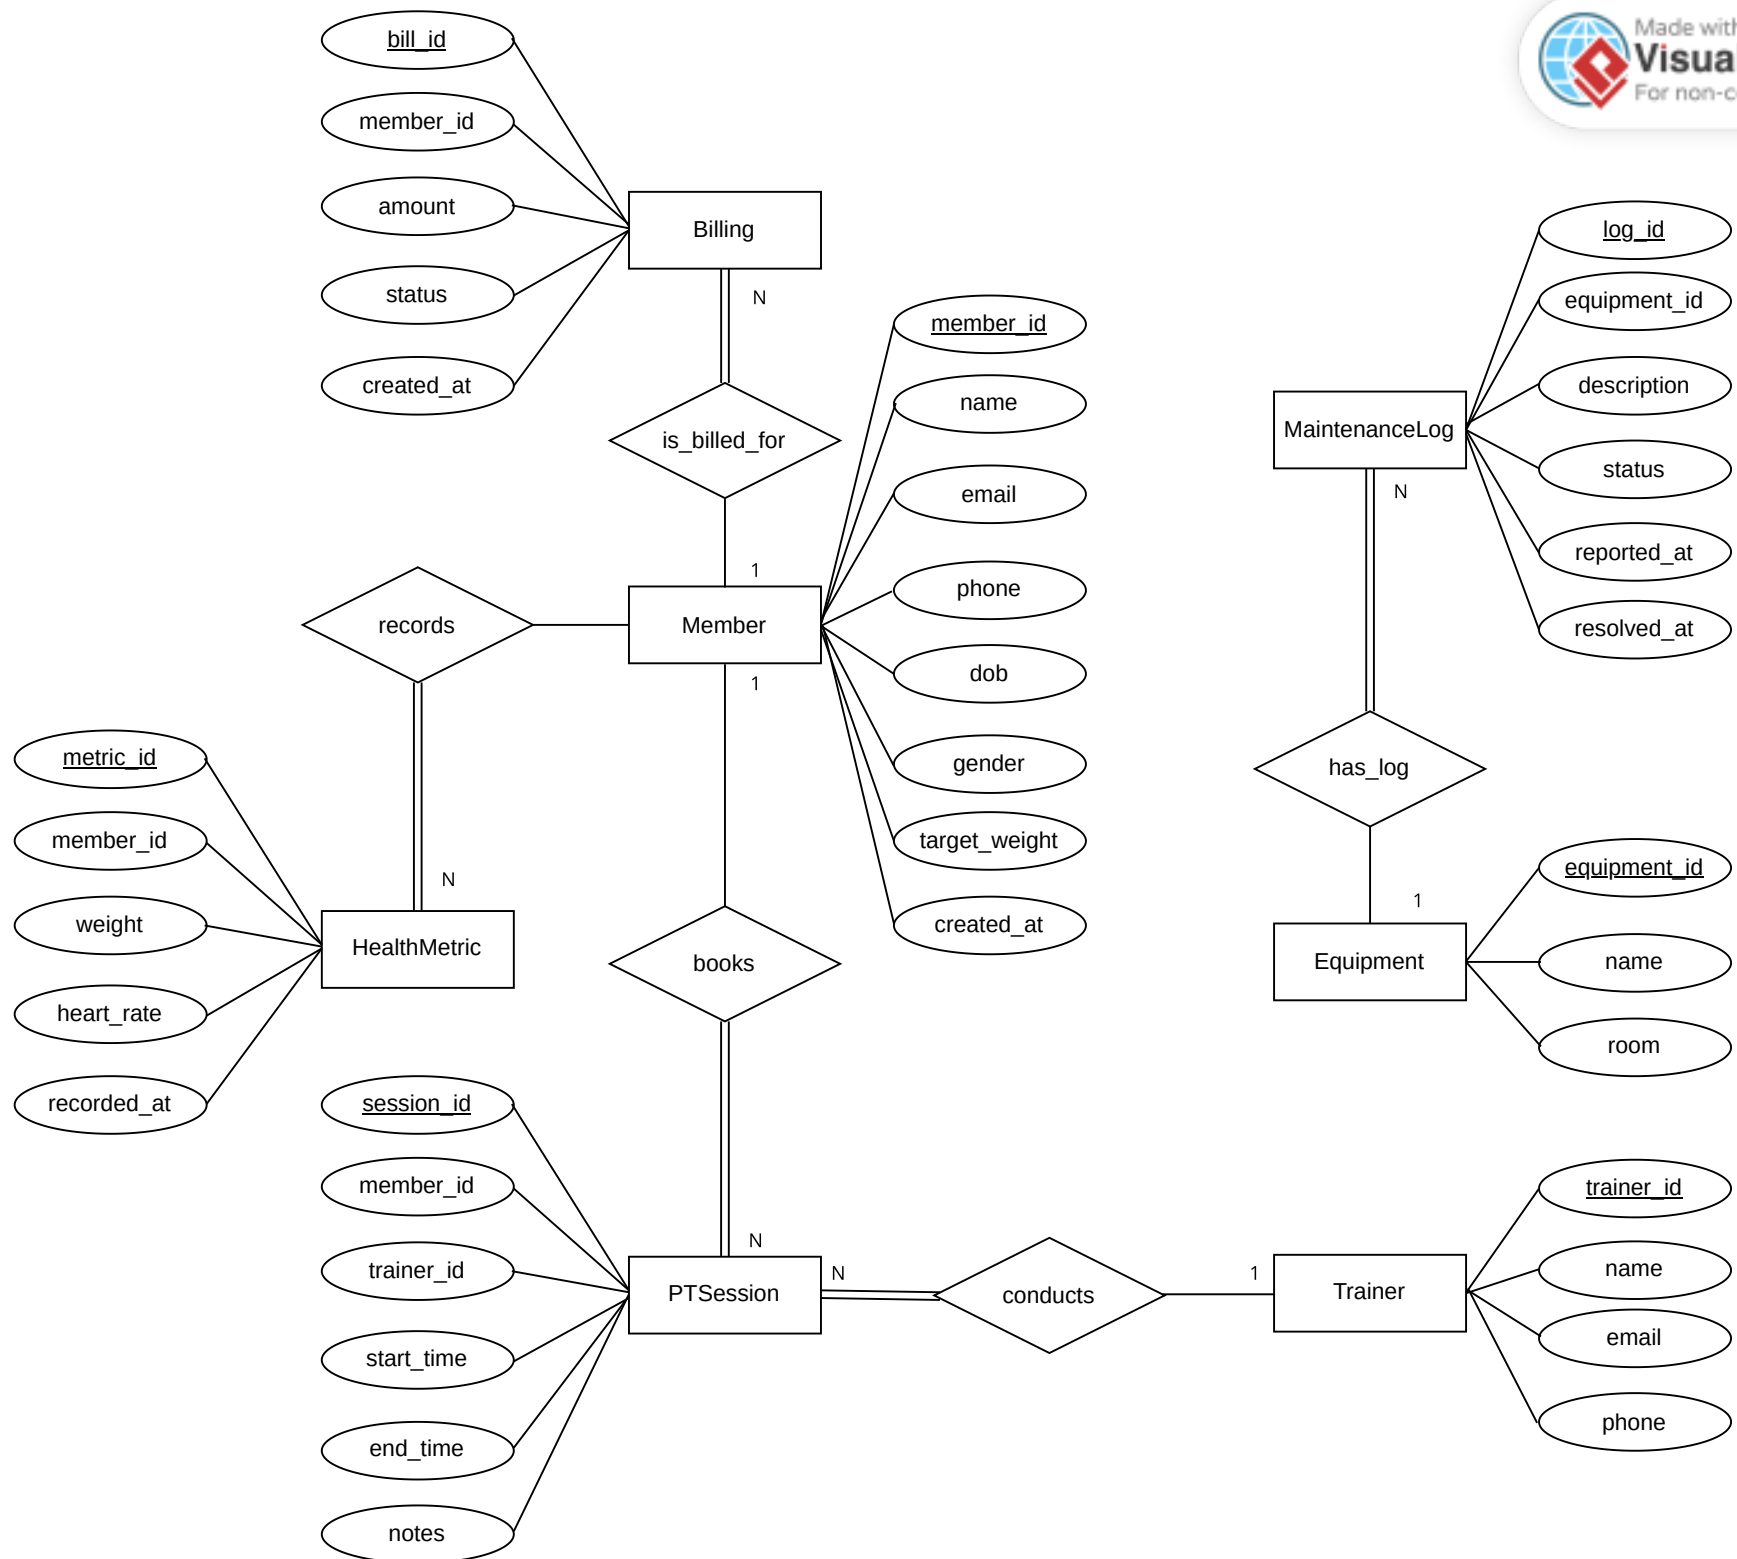 bill_id
member_id
amount
status
created_at
Billing
N
is_billed_for
1
Member
1
records
N
HealthMetric
metric_id
member_id
weight
heart_rate
recorded_at
member_id
name
email
phone
dob
gender
target_weight
created_at
books
N
PTSession
session_id
member_id
trainer_id
start_time
end_time
notes
N
conducts
1
Trainer
trainer_id
name
email
phone
Made with
Visua
For non-c
MaintenanceLog
N
log_id
equipment_id
description
status
reported_at
resolved_at
has_log
1
Equipment
equipment_id
name
room